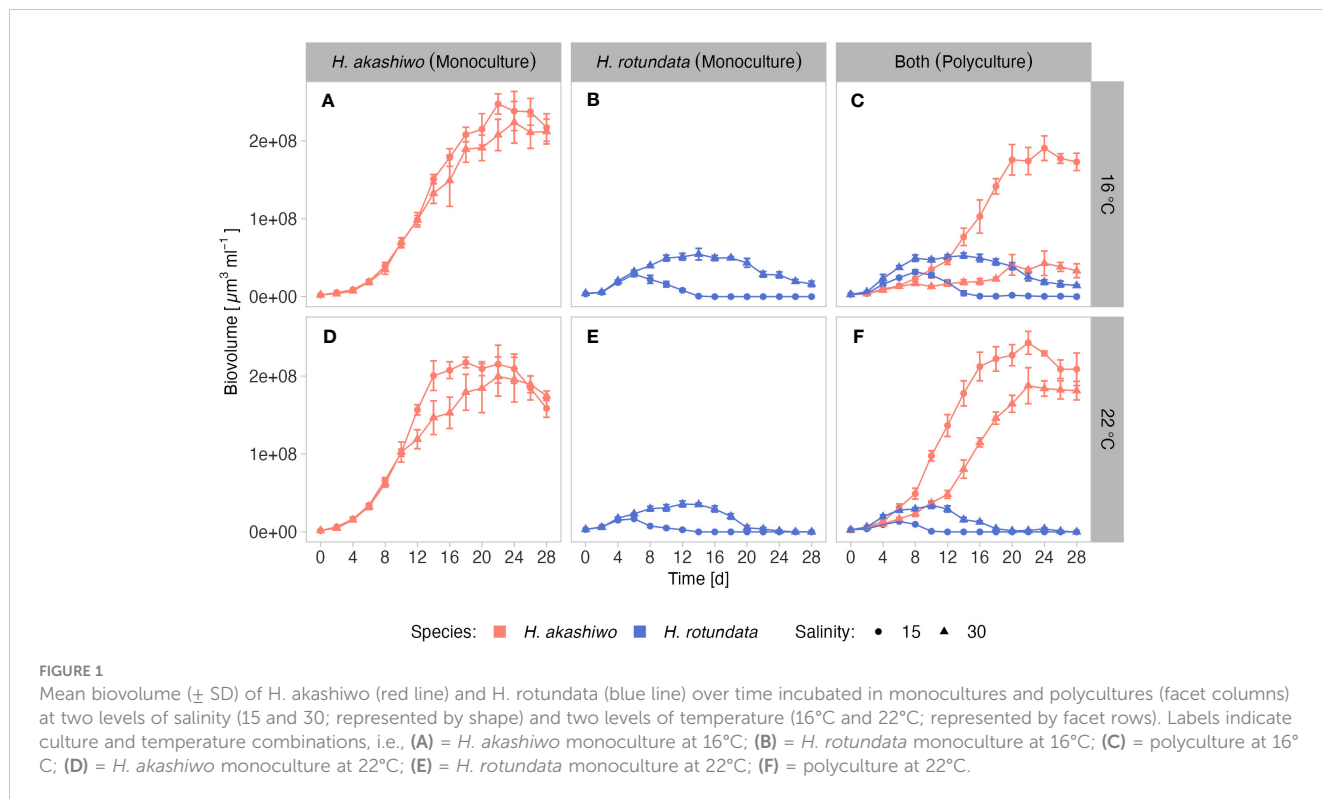 H. akashiwo (Monoculture)
H. rotundata (Monoculture)
Both (Polyculture)
A
B
C
2e+08
1e+08
0e+00
16 °C
Biovolume [ µm³ ml⁻¹ ]
D
E
F
2e+08
1e+08
0e+00
22 °C
0 4 8 12 16 20 24 28
0 4 8 12 16 20 24 28
0 4 8 12 16 20 24 28
Time [d]
Species: H. akashiwo H. rotundata Salinity: 15 30
FIGURE 1
Mean biovolume (± SD) of H. akashiwo (red line) and H. rotundata (blue line) over time incubated in monocultures and polycultures (facet columns)
at two levels of salinity (15 and 30; represented by shape) and two levels of temperature (16°C and 22°C; represented by facet rows). Labels indicate
culture and temperature combinations, i.e., (A) = H. akashiwo monoculture at 16°C; (B) = H. rotundata monoculture at 16°C; (C) = polyculture at 16°
C; (D) = H. akashiwo monoculture at 22°C; (E) = H. rotundata monoculture at 22°C; (F) = polyculture at 22°C.